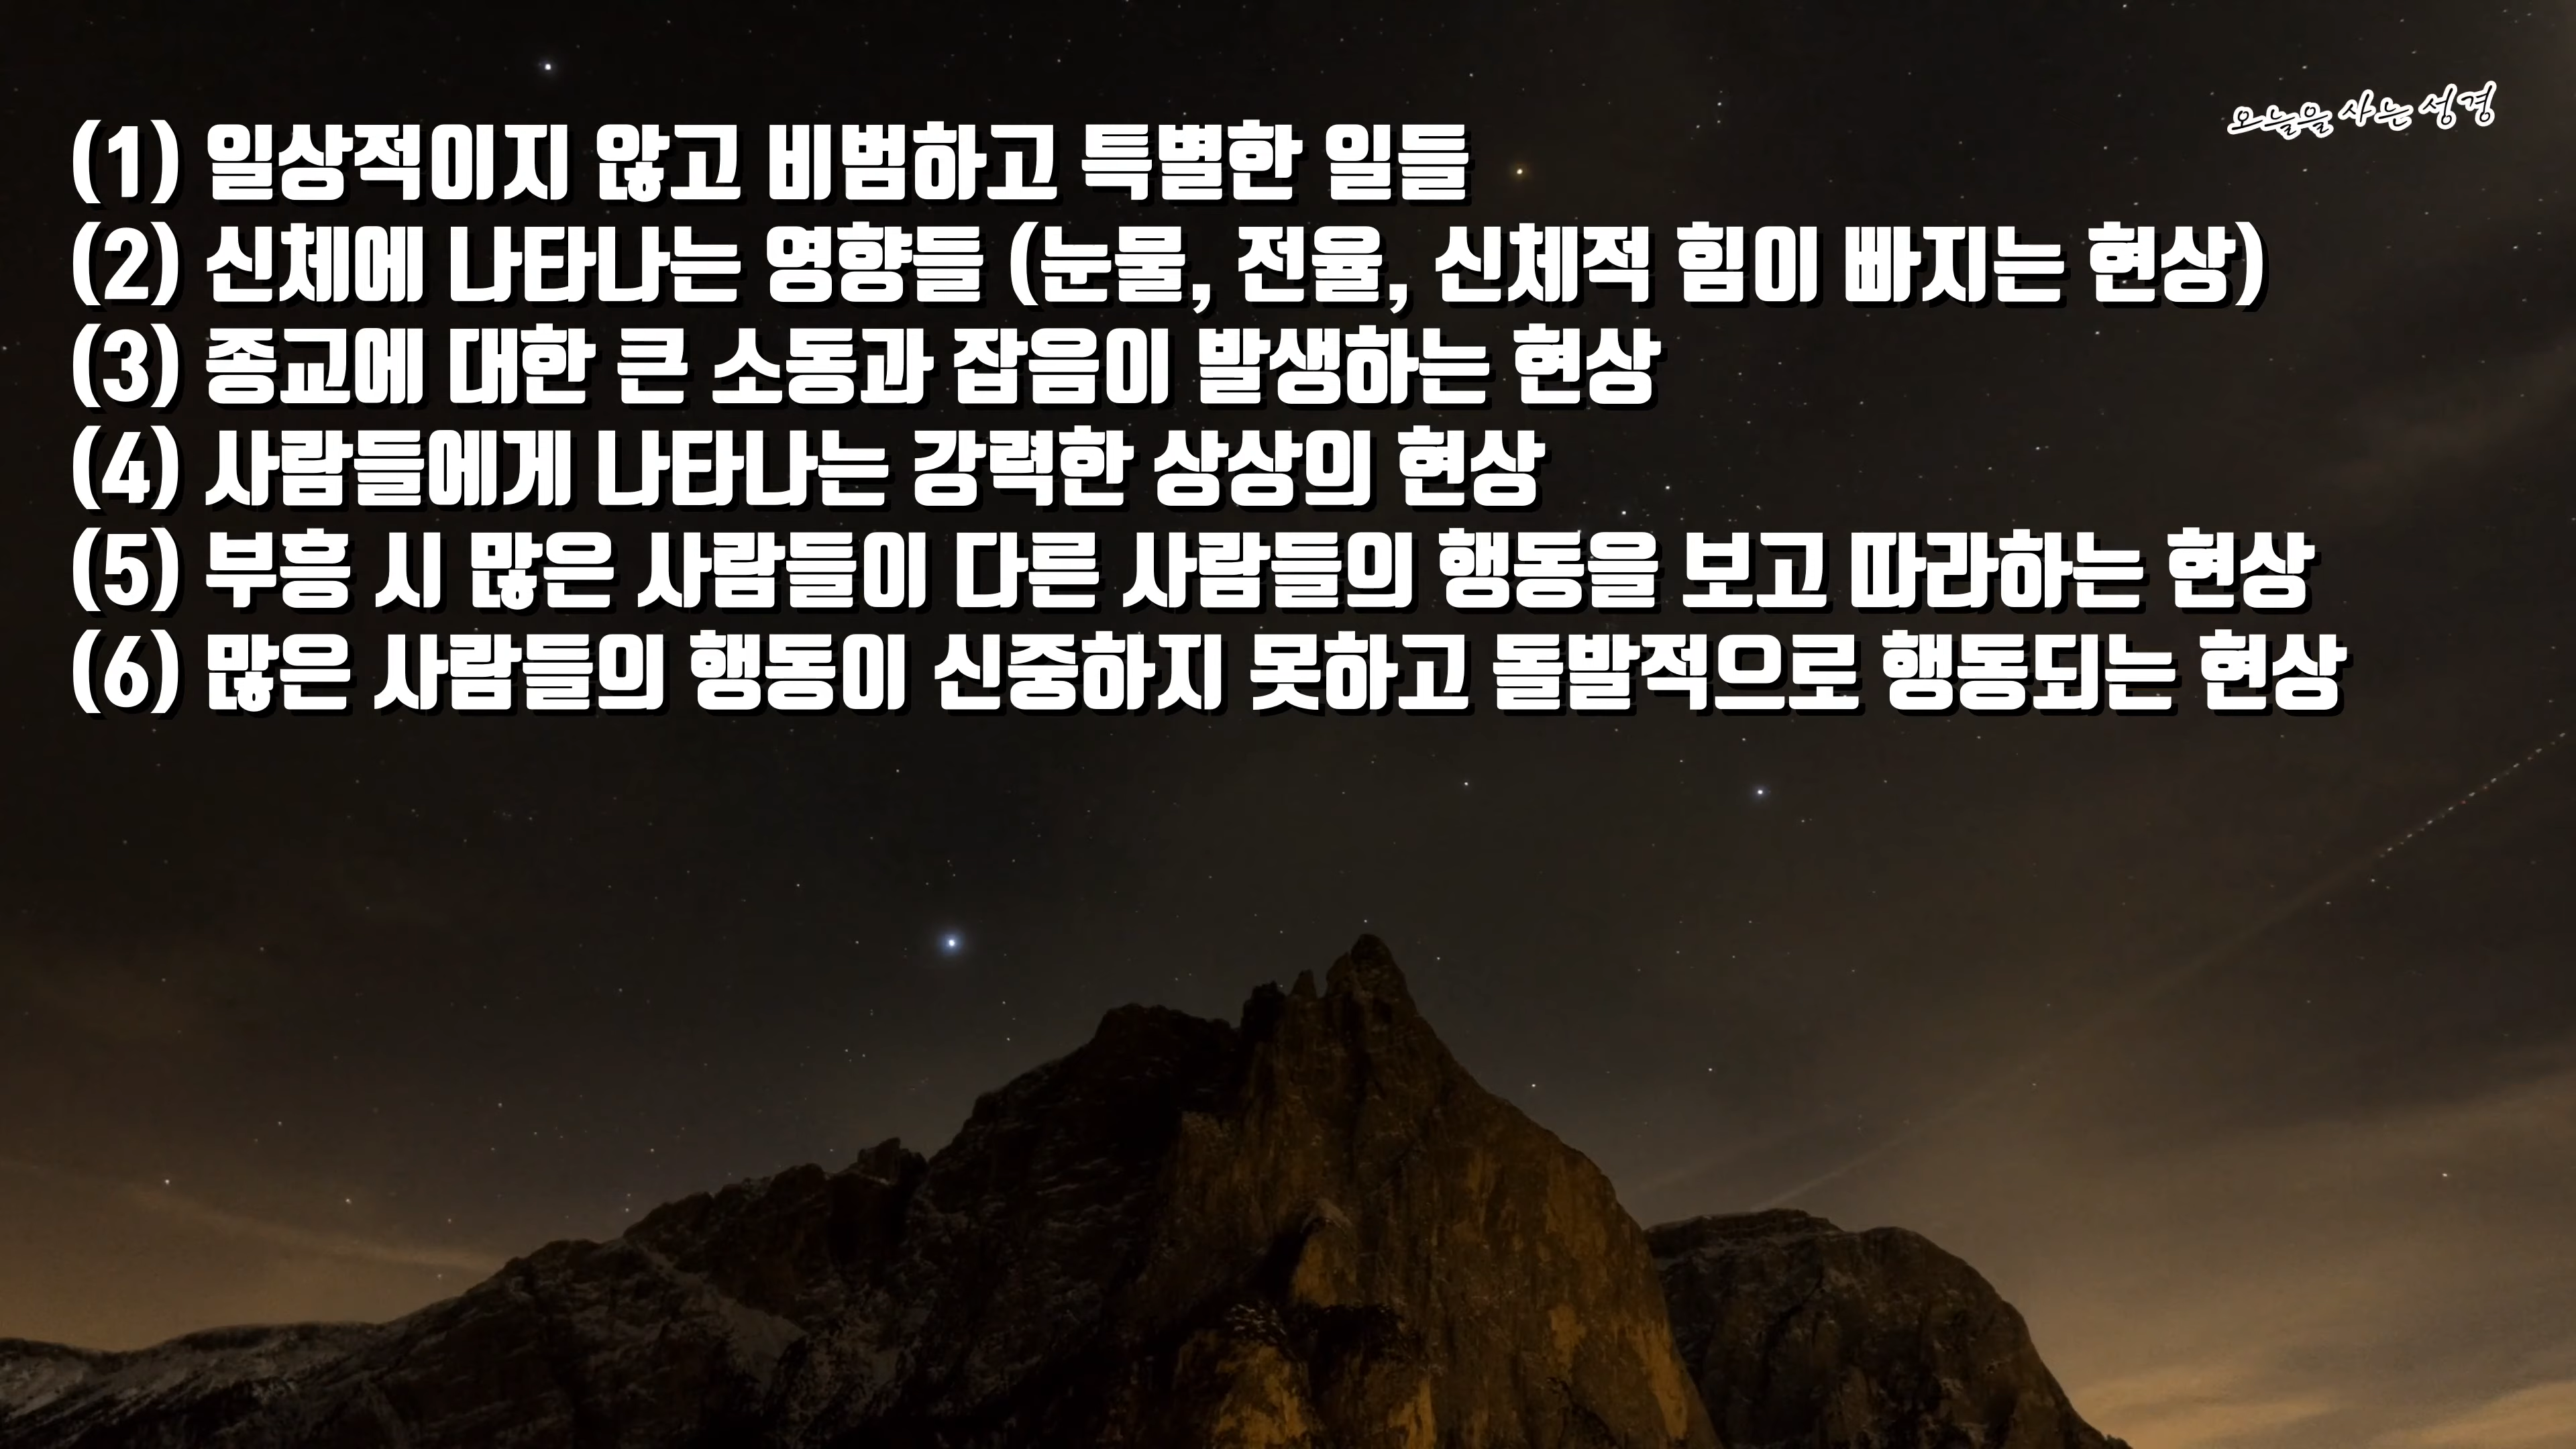 오늘을 사는 성경
(1) 일상적이지 않고 비범하고 특별한 일들
(2) 신체에 나타나는 영향들 (눈물, 전율, 신체적 힘이 빠지는 현상)
(3) 종교에 대한 큰 소동과 잡음이 발생하는 현상
(4) 사람들에게 나타나는 강력한 상상의 현상
(5) 부흥 시 많은 사람들이 다른 사람들의 행동을 보고 따라하는 현상
(6) 많은 사람들의 행동이 신중하지 못하고 돌발적으로 행동되는 현상